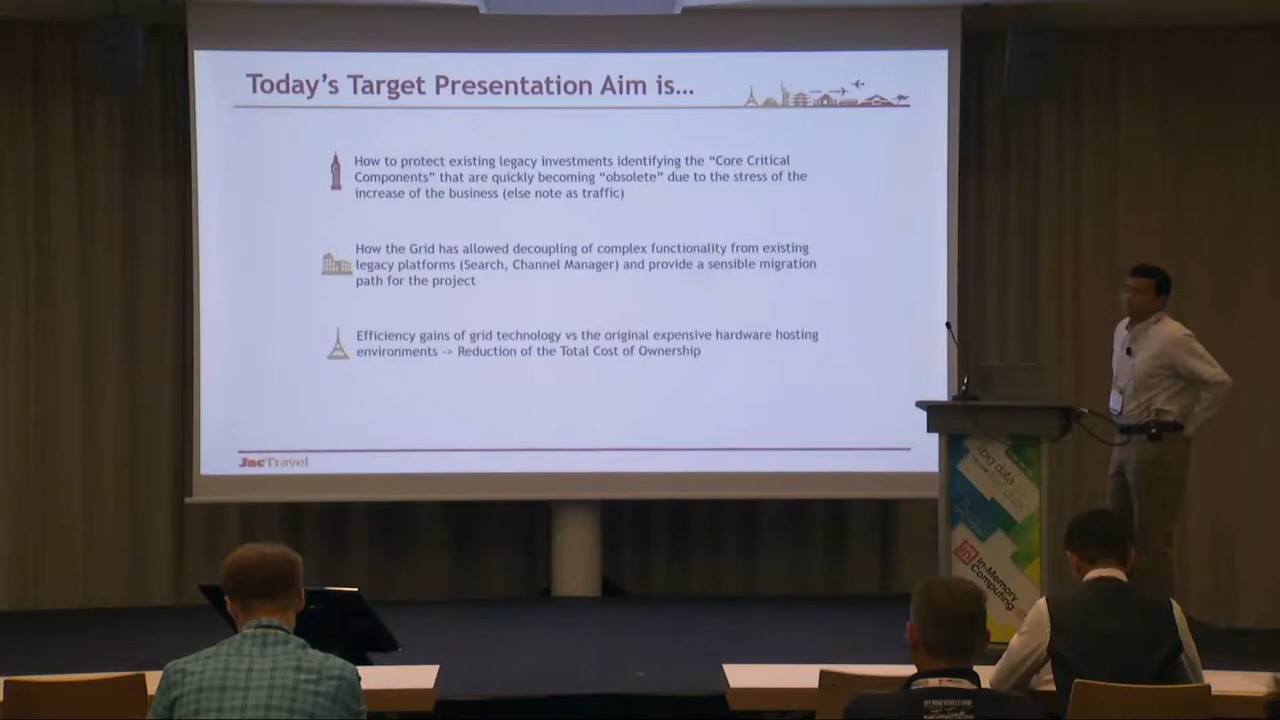 Today's Target Presentation Aim is...
How to protect existing legacy investments identifying the “Core Critical
Components” that are quickly becoming “obsolete” due to the stress of the
increase of the business (else note as traffic)
How the Grid has allowed decoupling of complex functionality from existing
legacy platforms (Search, Channel Manager) and provide a sensible migration
path for the project
Efficiency gains of grid technology vs the original expensive hardware hosting
environments -> Reduction of the Total Cost of Ownership
JacTravel
big data
In-Memory
Computing